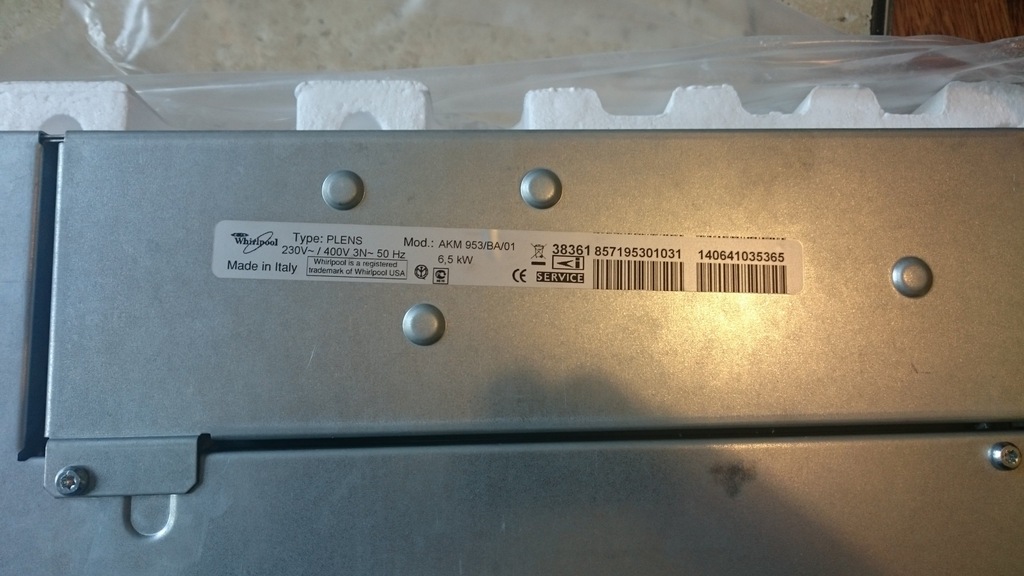 Whirlpool
Type: PLENS
Mod.: AKM 953/BA/01
230V~ / 400V 3N~ 50 Hz
6,5 kW
Made in Italy
Whirlpool is a registered
trademark of Whirlpool USA
CE
SERVICE
38361
857195301031
140641035365